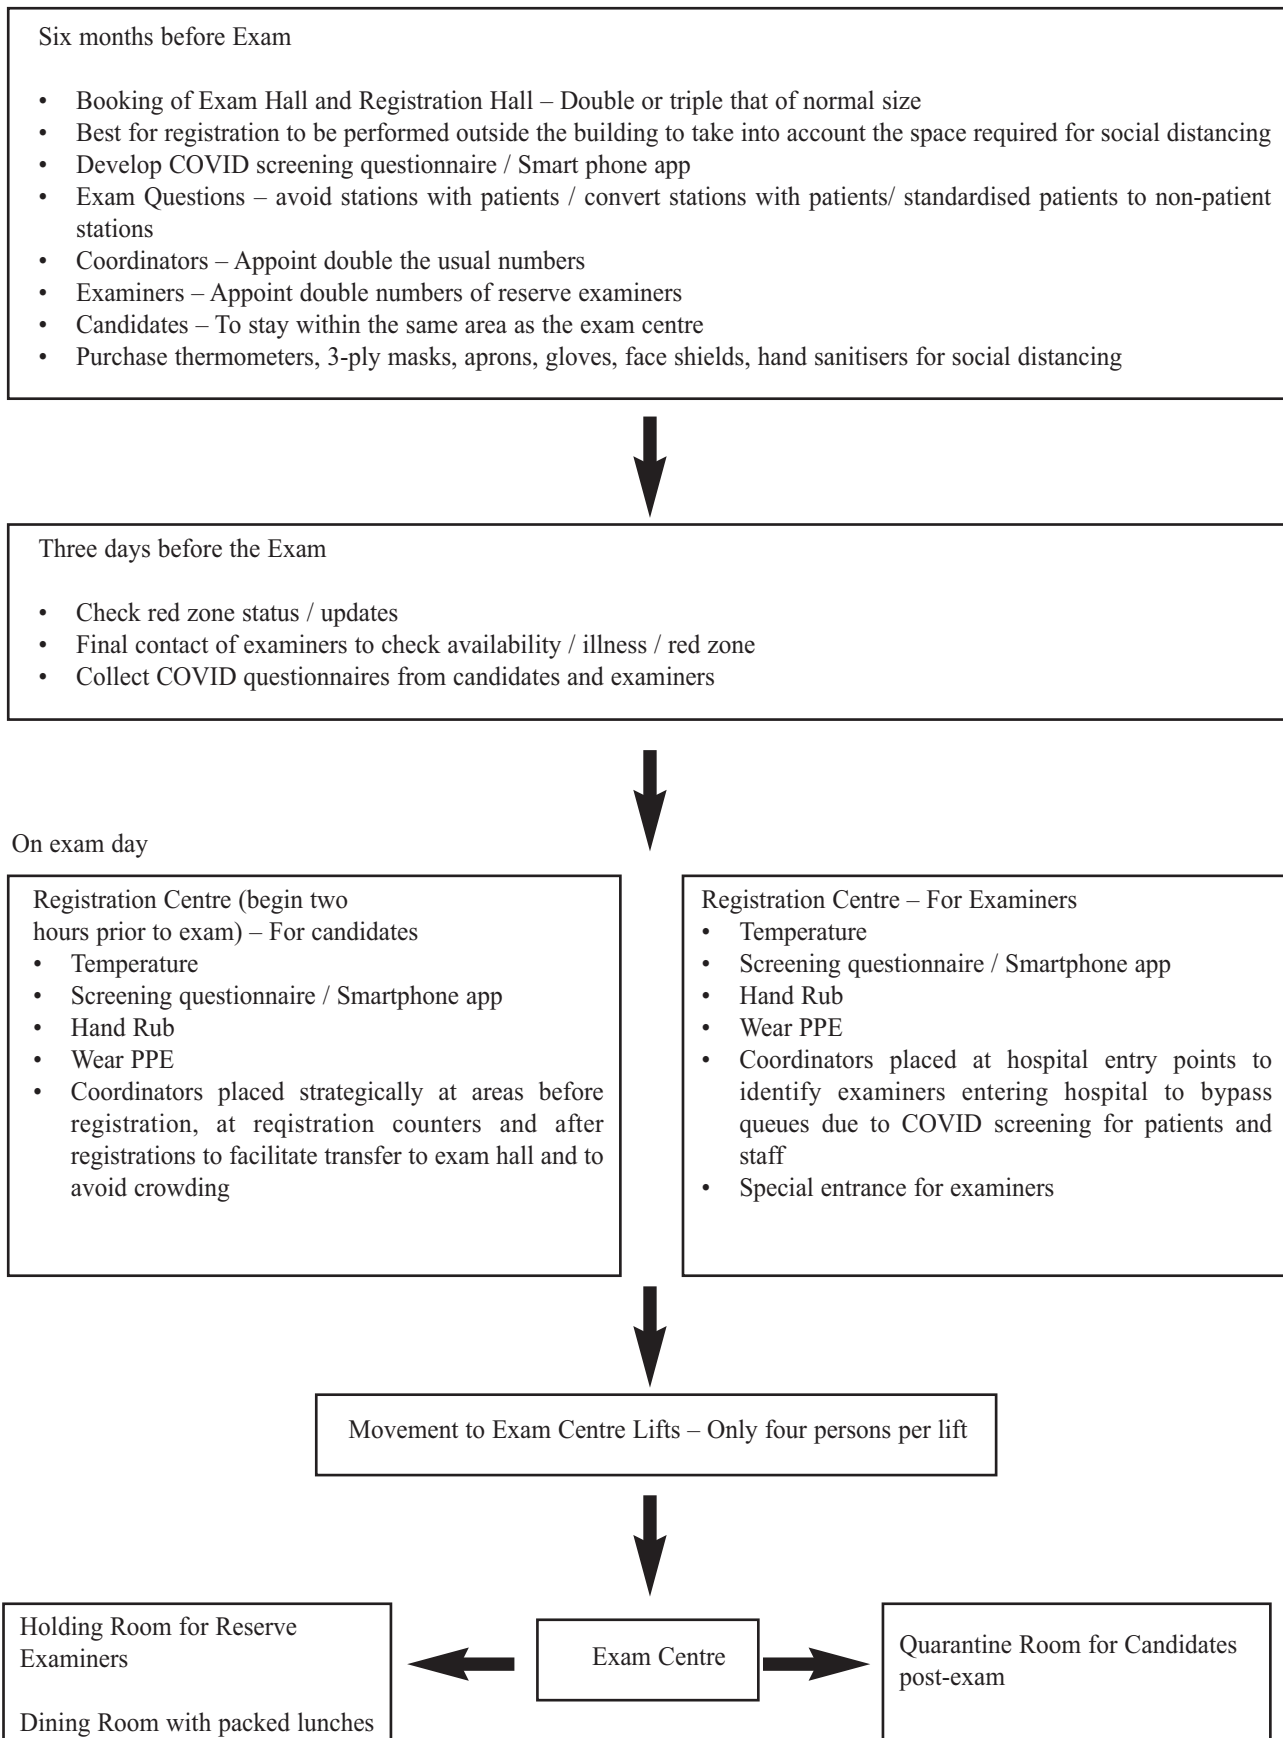 Six months before Exam
• Booking of Exam Hall and Registration Hall – Double or triple that of normal size
• Best for registration to be performed outside the building to take into account the space required for social distancing
• Develop COVID screening questionnaire / Smart phone app
• Exam Questions – avoid stations with patients / convert stations with patients/ standardised patients to non-patient
stations
• Coordinators – Appoint double the usual numbers
• Examiners – Appoint double numbers of reserve examiners
• Candidates – To stay within the same area as the exam centre
• Purchase thermometers, 3-ply masks, aprons, gloves, face shields, hand sanitisers for social distancing
Three days before the Exam
• Check red zone status / updates
• Final contact of examiners to check availability / illness / red zone
• Collect COVID questionnaires from candidates and examiners
On exam day
Registration Centre (begin two
hours prior to exam) – For candidates
• Temperature
• Screening questionnaire / Smartphone app
• Hand Rub
• Wear PPE
• Coordinators placed strategically at areas before
registration, at reqistration counters and after
registrations to facilitate transfer to exam hall and to
avoid crowding
Registration Centre – For Examiners
• Temperature
• Screening questionnaire / Smartphone app
• Hand Rub
• Wear PPE
• Coordinators placed at hospital entry points to
identify examiners entering hospital to bypass
queues due to COVID screening for patients and
staff
• Special entrance for examiners
Movement to Exam Centre Lifts – Only four persons per lift
Holding Room for Reserve
Examiners
Dining Room with packed lunches
Exam Centre
Quarantine Room for Candidates
post-exam